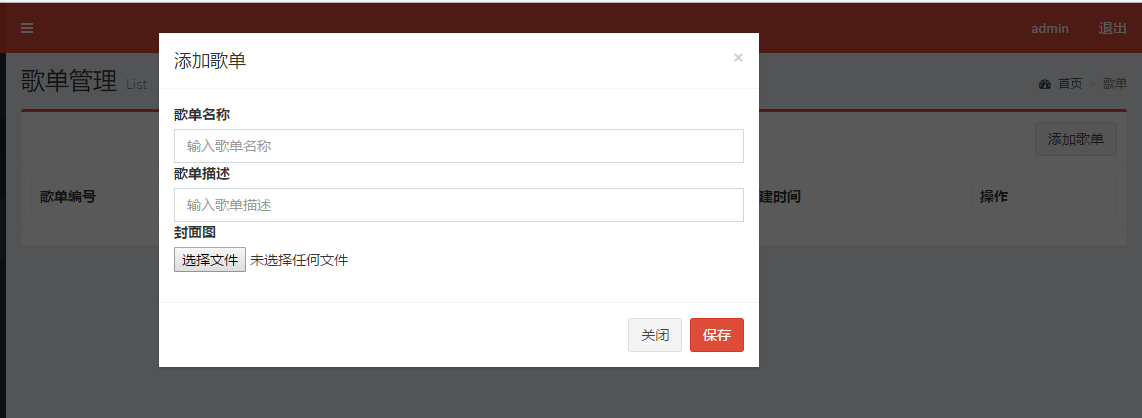 admin 退出
歌单管理 List
首页 > 歌单
添加歌单 ×
歌单名称
输入歌单名称
歌单描述
输入歌单描述
封面图
选择文件 未选择任何文件
关闭 保存
添加歌单
歌单编号 建时间 操作